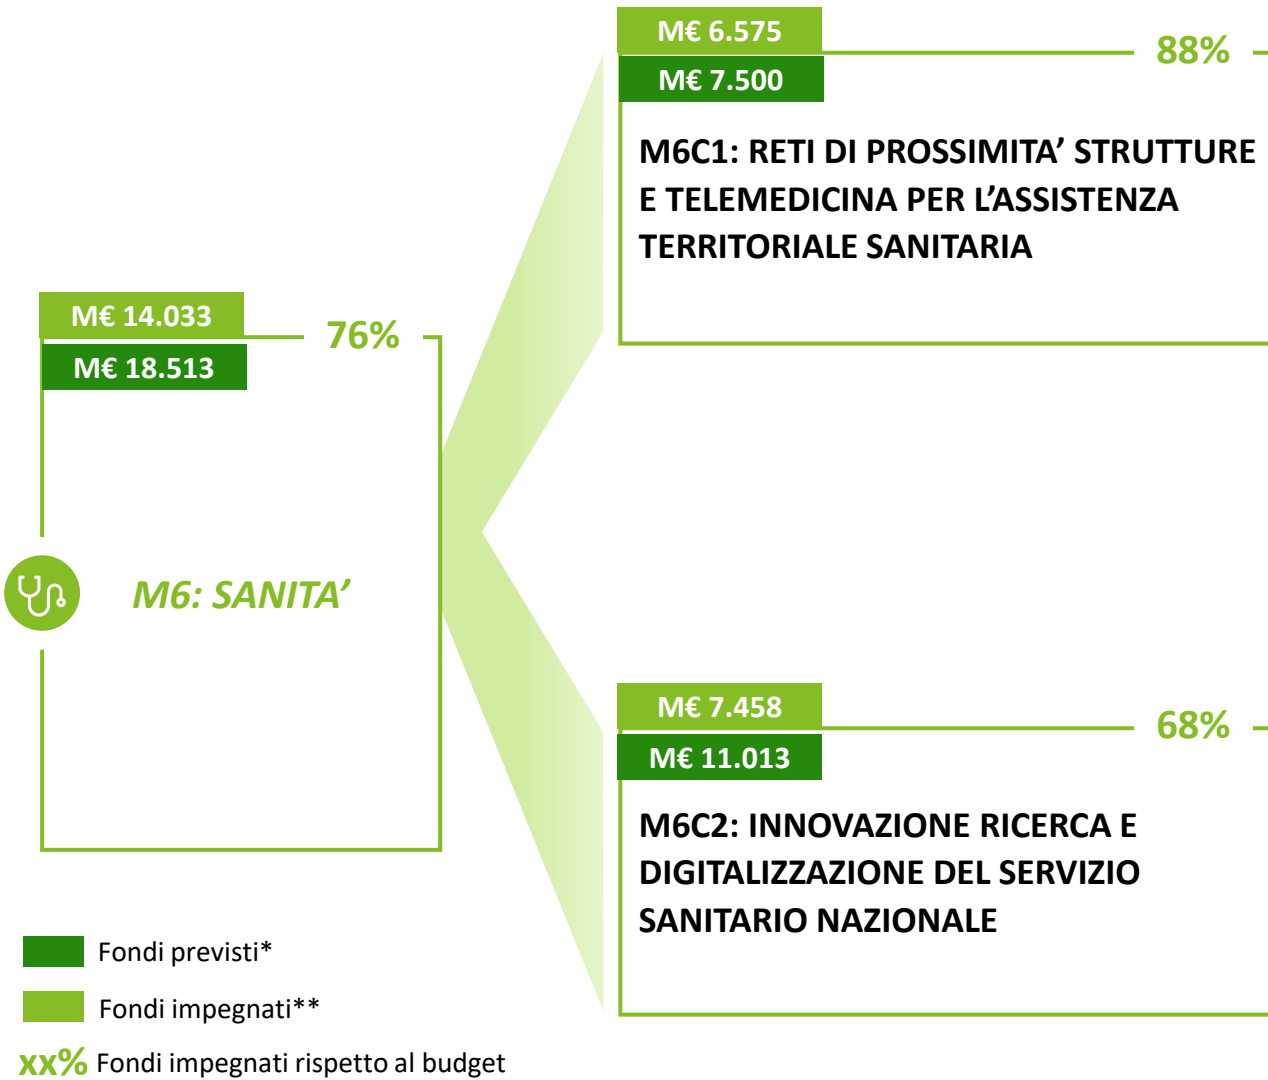 M€ 6.575
88%
M€ 7.500
M6C1: RETI DI PROSSIMITA’ STRUTTURE
E TELEMEDICINA PER L’ASSISTENZA
TERRITORIALE SANITARIA
M€ 14.033
76%
M€ 18.513
M6: SANITA’
M€ 7.458
68%
M€ 11.013
M6C2: INNOVAZIONE RICERCA E
DIGITALIZZAZIONE DEL SERVIZIO
SANITARIO NAZIONALE
Fondi previsti*
Fondi impegnati**
xx% Fondi impegnati rispetto al budget